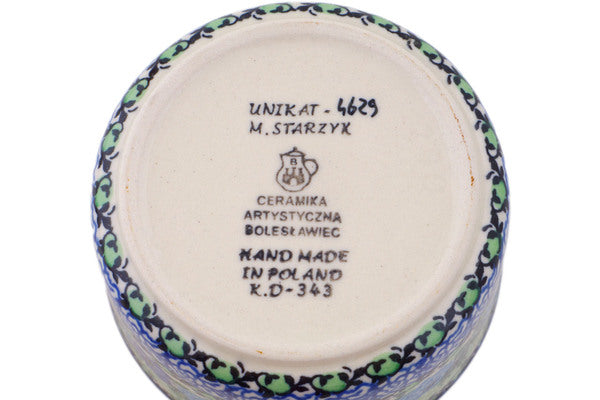 UNIKAT - 4629
M. STARZYK
B
CERAMIKA
ARTYSTYCZNA
BOLESŁAWIEC
HAND MADE
IN POLAND
K.D-343